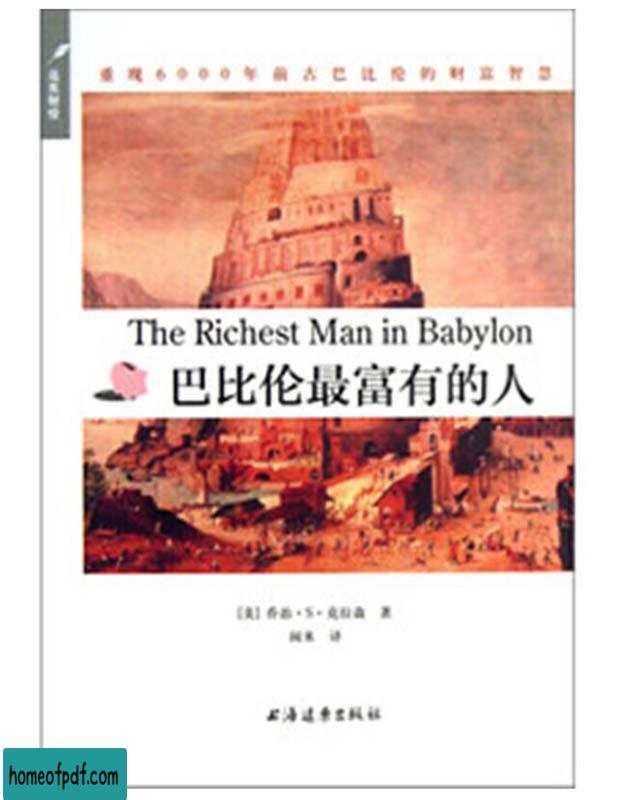 重现6000年前古巴比伦的财富智慧
The Richest Man in Babylon
巴比伦最富有的人
[美] 乔治·S·克拉森 著
译
上海远东出版社
homeofpdf.com